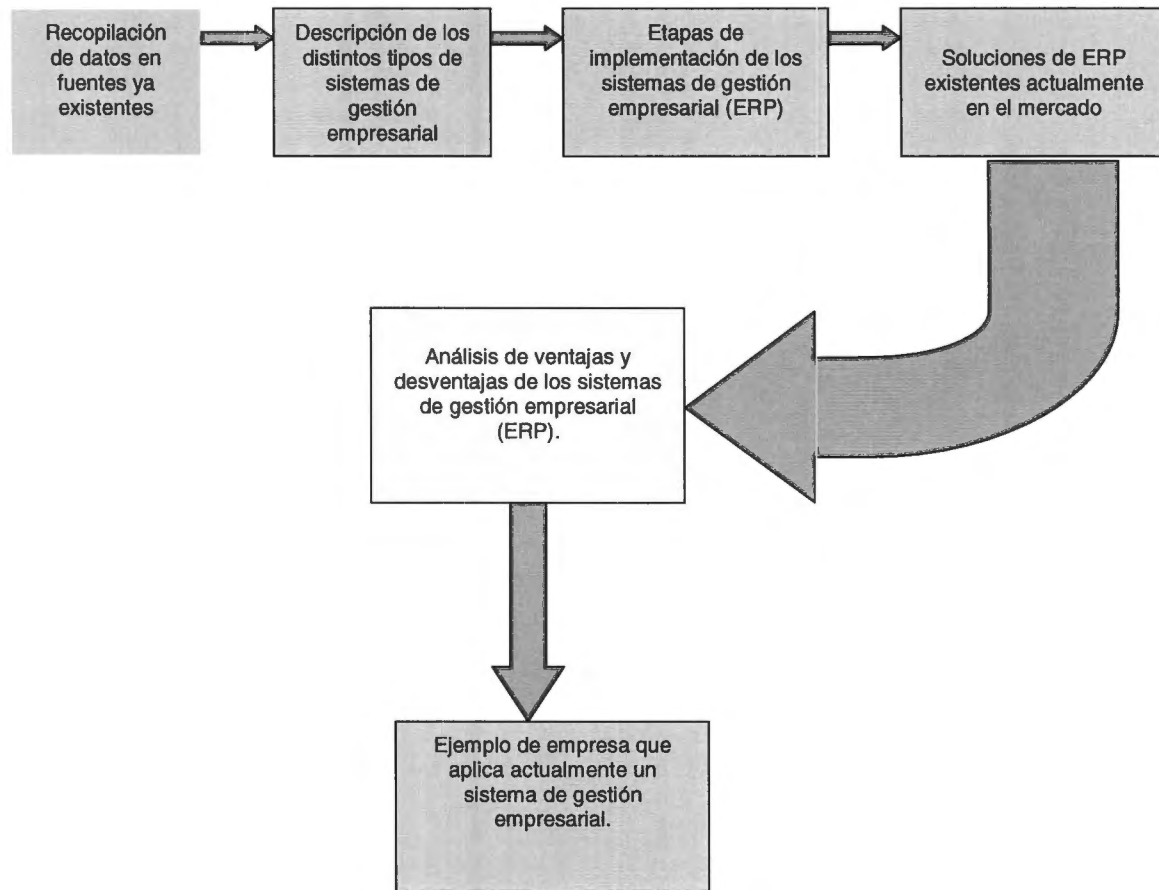 Recopilación
de datos en
fuentes ya
existentes
Descripción de los
distintos tipos de
sistemas de
gestión
empresarial
Etapas de
implementación de los
sistemas de gestión
empresarial (ERP)
Soluciones de ERP
existentes actualmente
en el mercado
Análisis de ventajas y
desventajas de los sistemas
de gestión empresarial
(ERP).
Ejemplo de empresa que
aplica actualmente un
sistema de gestión
empresarial.